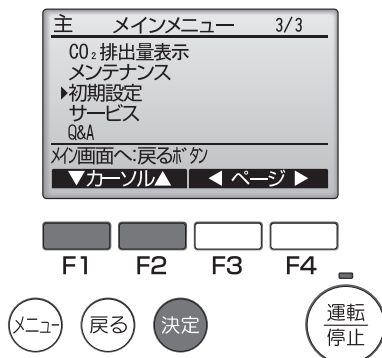 主 メインメニュー 3/3
CO₂排出量表示
メンテナンス
▶初期設定
サービス
Q&A
メイン画面へ:戻るボタン
▼カーソル▲ ◀ ページ ▶
F1 F2 F3 F4
メニュー 戻る 決定 運転
停止